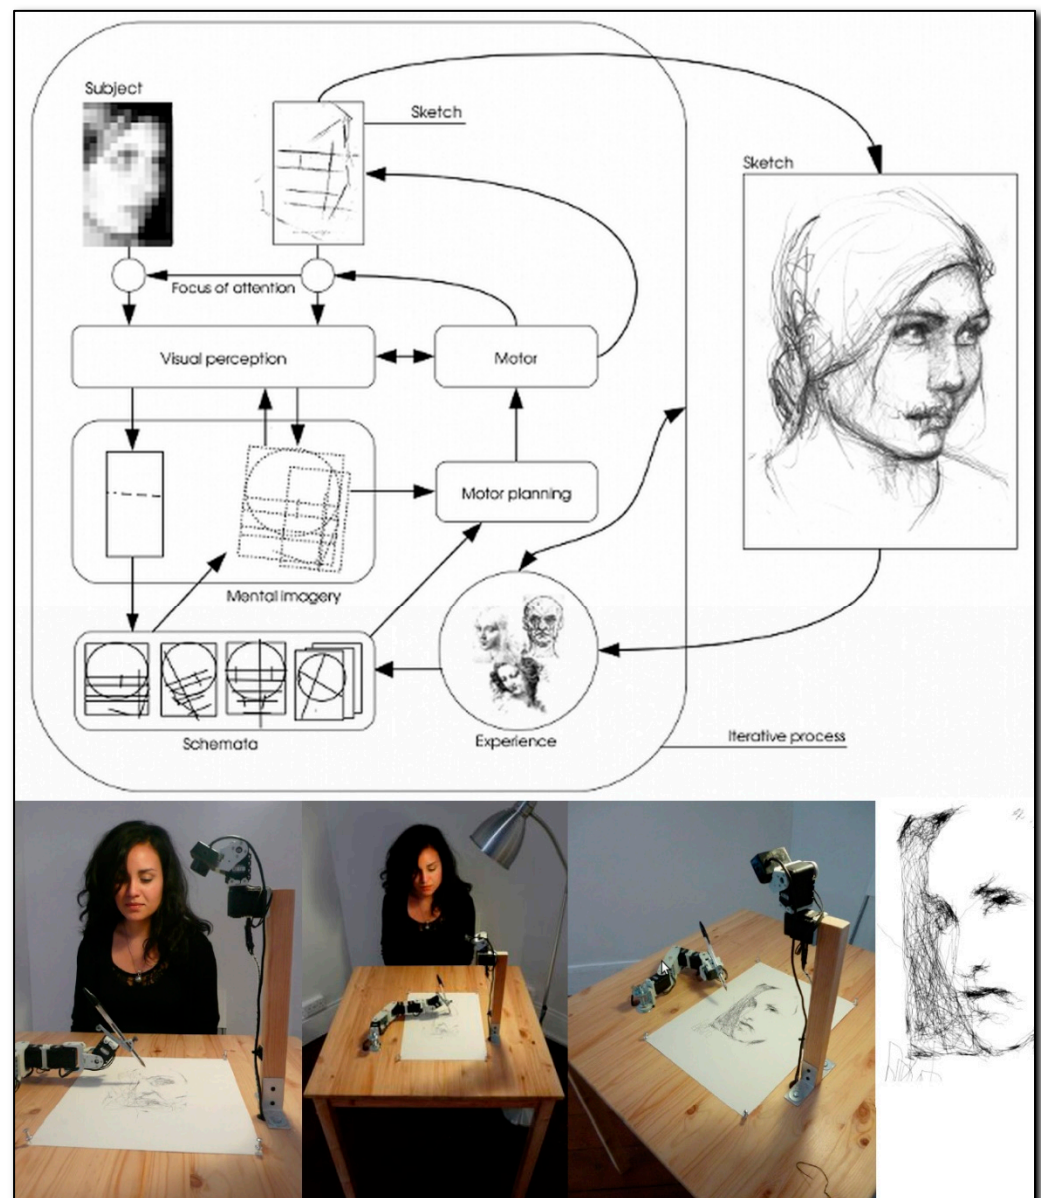 Subject
Sketch
Sketch
Focus of attention
Visual perception
Motor
Motor planning
Mental imagery
Schemata
Experience
Iterative process